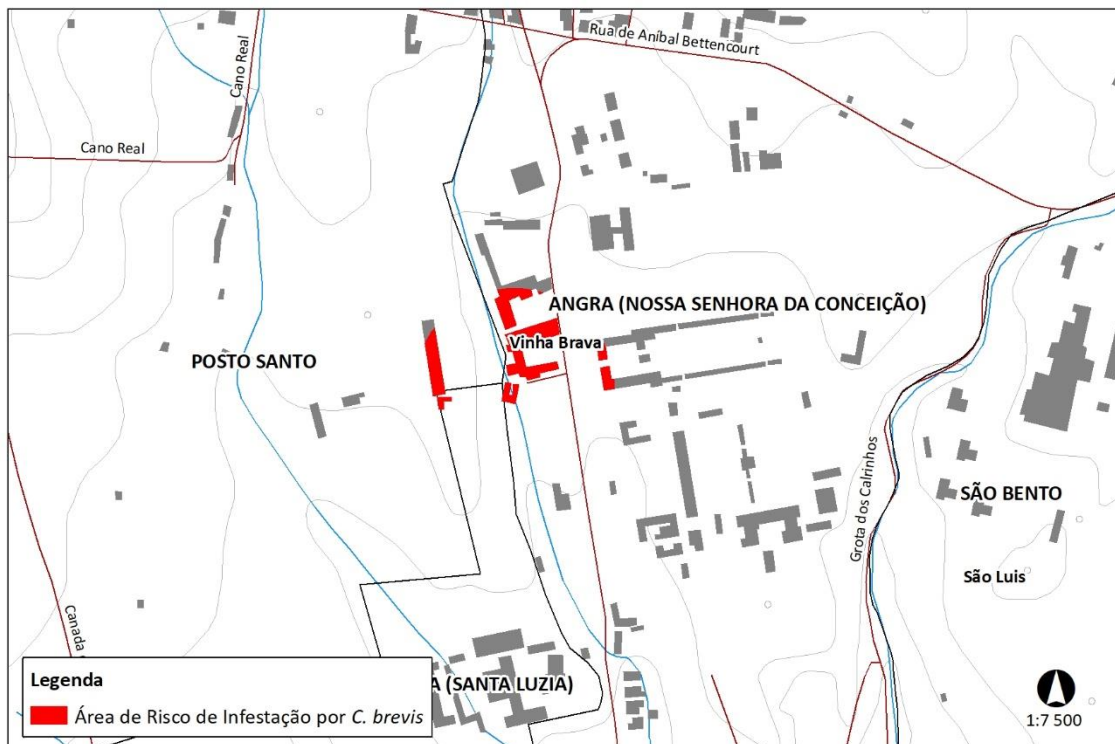 Rua de Aníbal Bettencourt
Cano Real
Cano Real
ANGRA (NOSSA SENHORA DA CONCEIÇÃO)
Vinha Brava
POSTO SANTO
Grota dos Calrinhos
SÃO BENTO
São Luis
Canada
A (SANTA LUZIA)
Legenda
Área de Risco de Infestação por C. brevis
1:7 500